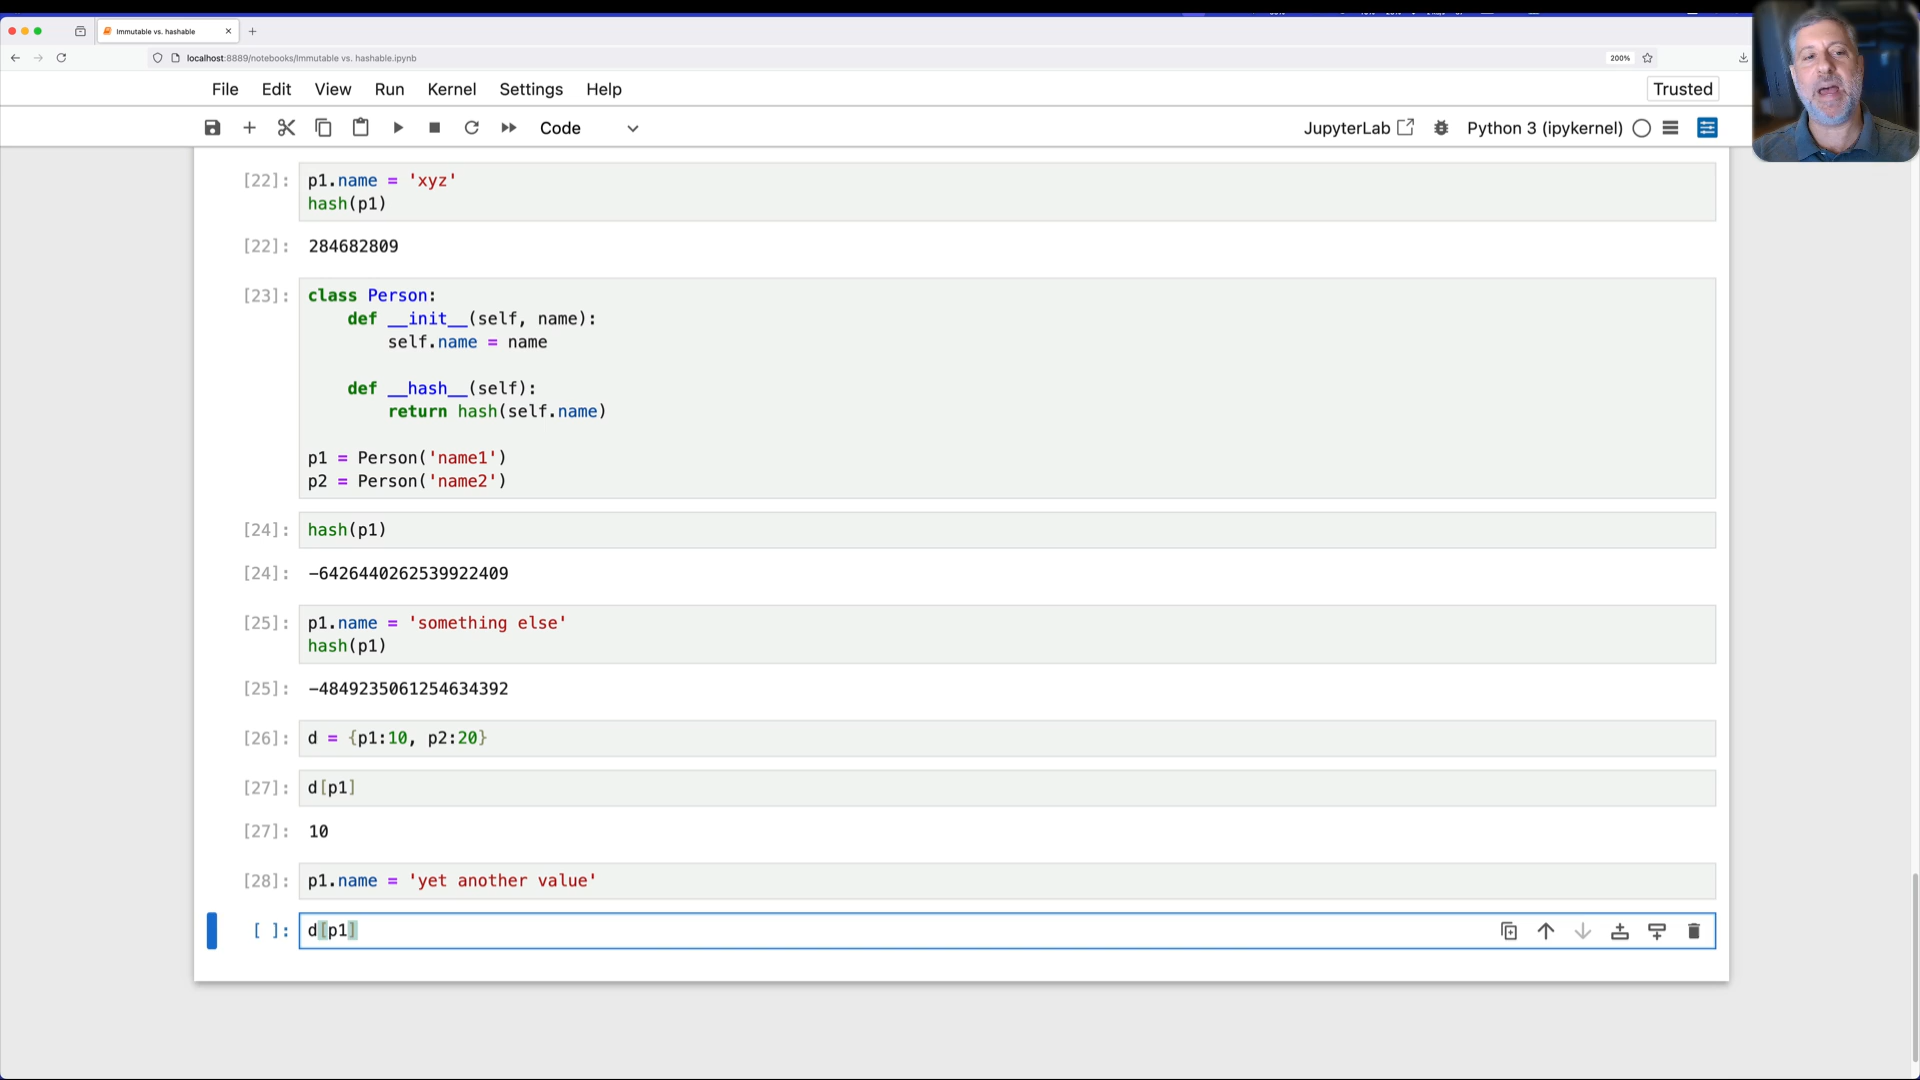 Immutable vs. hashable
localhost:8889/notebooks/Immutable vs. hashable.ipynb
200%
File Edit View Run Kernel Settings Help
Trusted
Code
JupyterLab
Python 3 (ipykernel)
[22]: p1.name = 'xyz'
hash(p1)
[22]: 284682809
[23]: class Person:
def __init__(self, name):
self.name = name
def __hash__(self):
return hash(self.name)
p1 = Person('name1')
p2 = Person('name2')
[24]: hash(p1)
[24]: -6426440262539922409
[25]: p1.name = 'something else'
hash(p1)
[25]: -4849235061254634392
[26]: d = {p1:10, p2:20}
[27]: d[p1]
[27]: 10
[28]: p1.name = 'yet another value'
[ ]: d[p1]